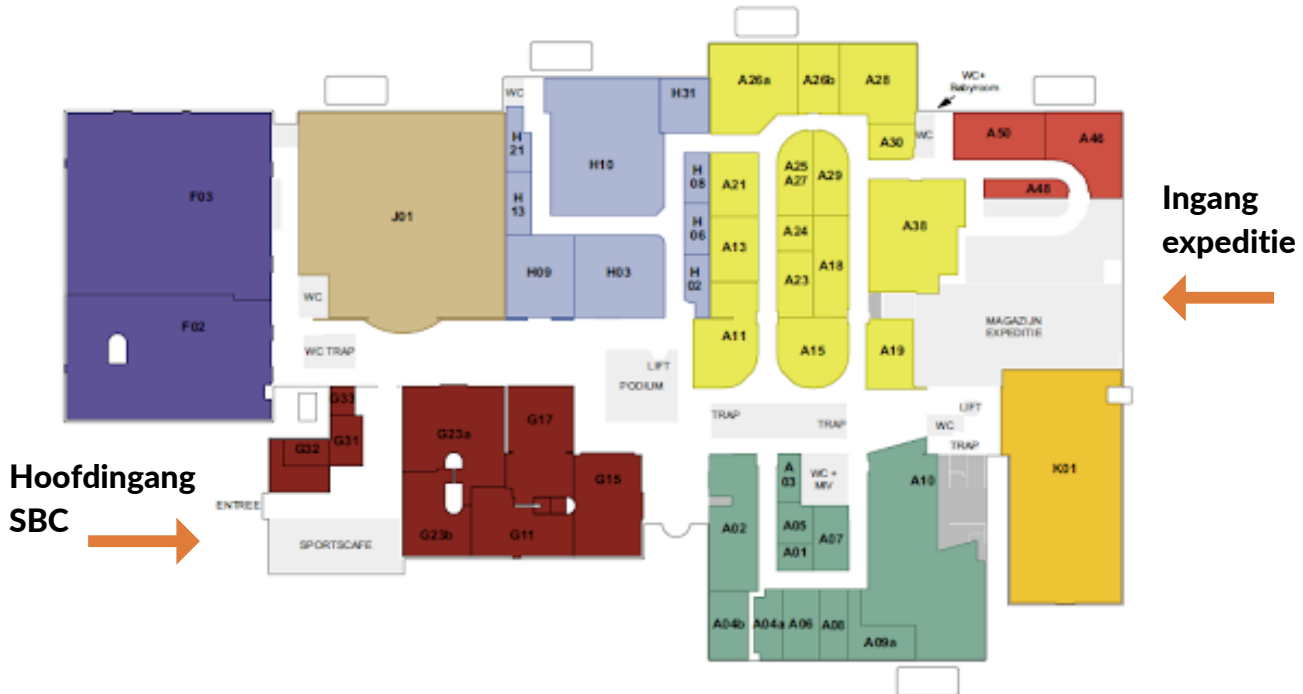 A26a
A26b
A28
WC+
Babyroom
WC
H31
H
21
H10
A30
WC
A50
A46
F03
J01
H
08
A21
A25
A27
A29
A48
Ingang
expeditie
H
13
H
06
A13
A24
A38
H09
H03
H
02
A23
A18
WC
F02
A11
A15
A19
MAGAZIJN
EXPEDITIE
WC TRAP
LIFT
PODIUM
G33
G31
G32
G23a
G17
TRAP
TRAP
LIFT
WC
TRAP
K01
Hoofdingang
SBC
ENTREE
SPORTSCAFE
G23b
G11
G15
A02
A
03
WC +
MIV
A10
A05
A01
A07
A04b
A04a
A06
A08
A09a